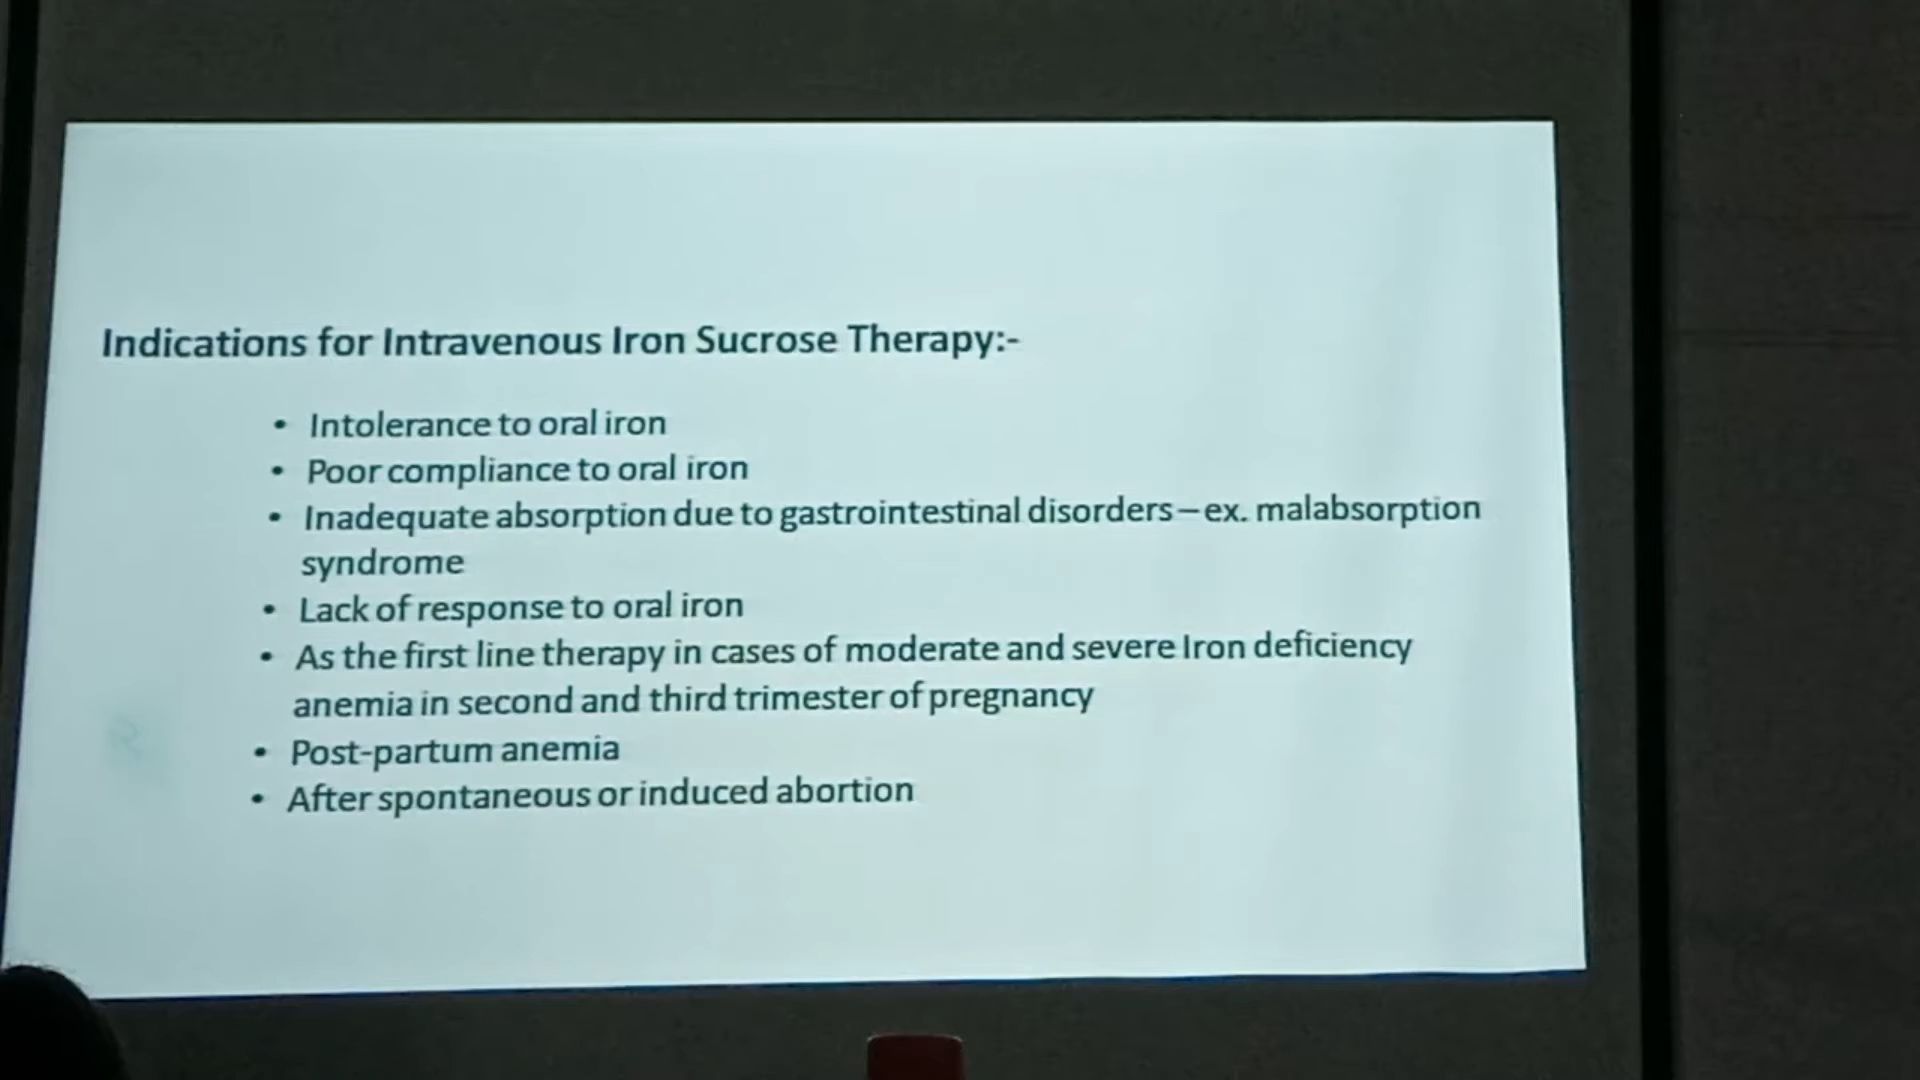 Indications for Intravenous Iron Sucrose Therapy:-
• Intolerance to oral iron
• Poor compliance to oral iron
• Inadequate absorption due to gastrointestinal disorders – ex. malabsorption
syndrome
• Lack of response to oral iron
• As the first line therapy in cases of moderate and severe Iron deficiency
anemia in second and third trimester of pregnancy
• Post-partum anemia
• After spontaneous or induced abortion